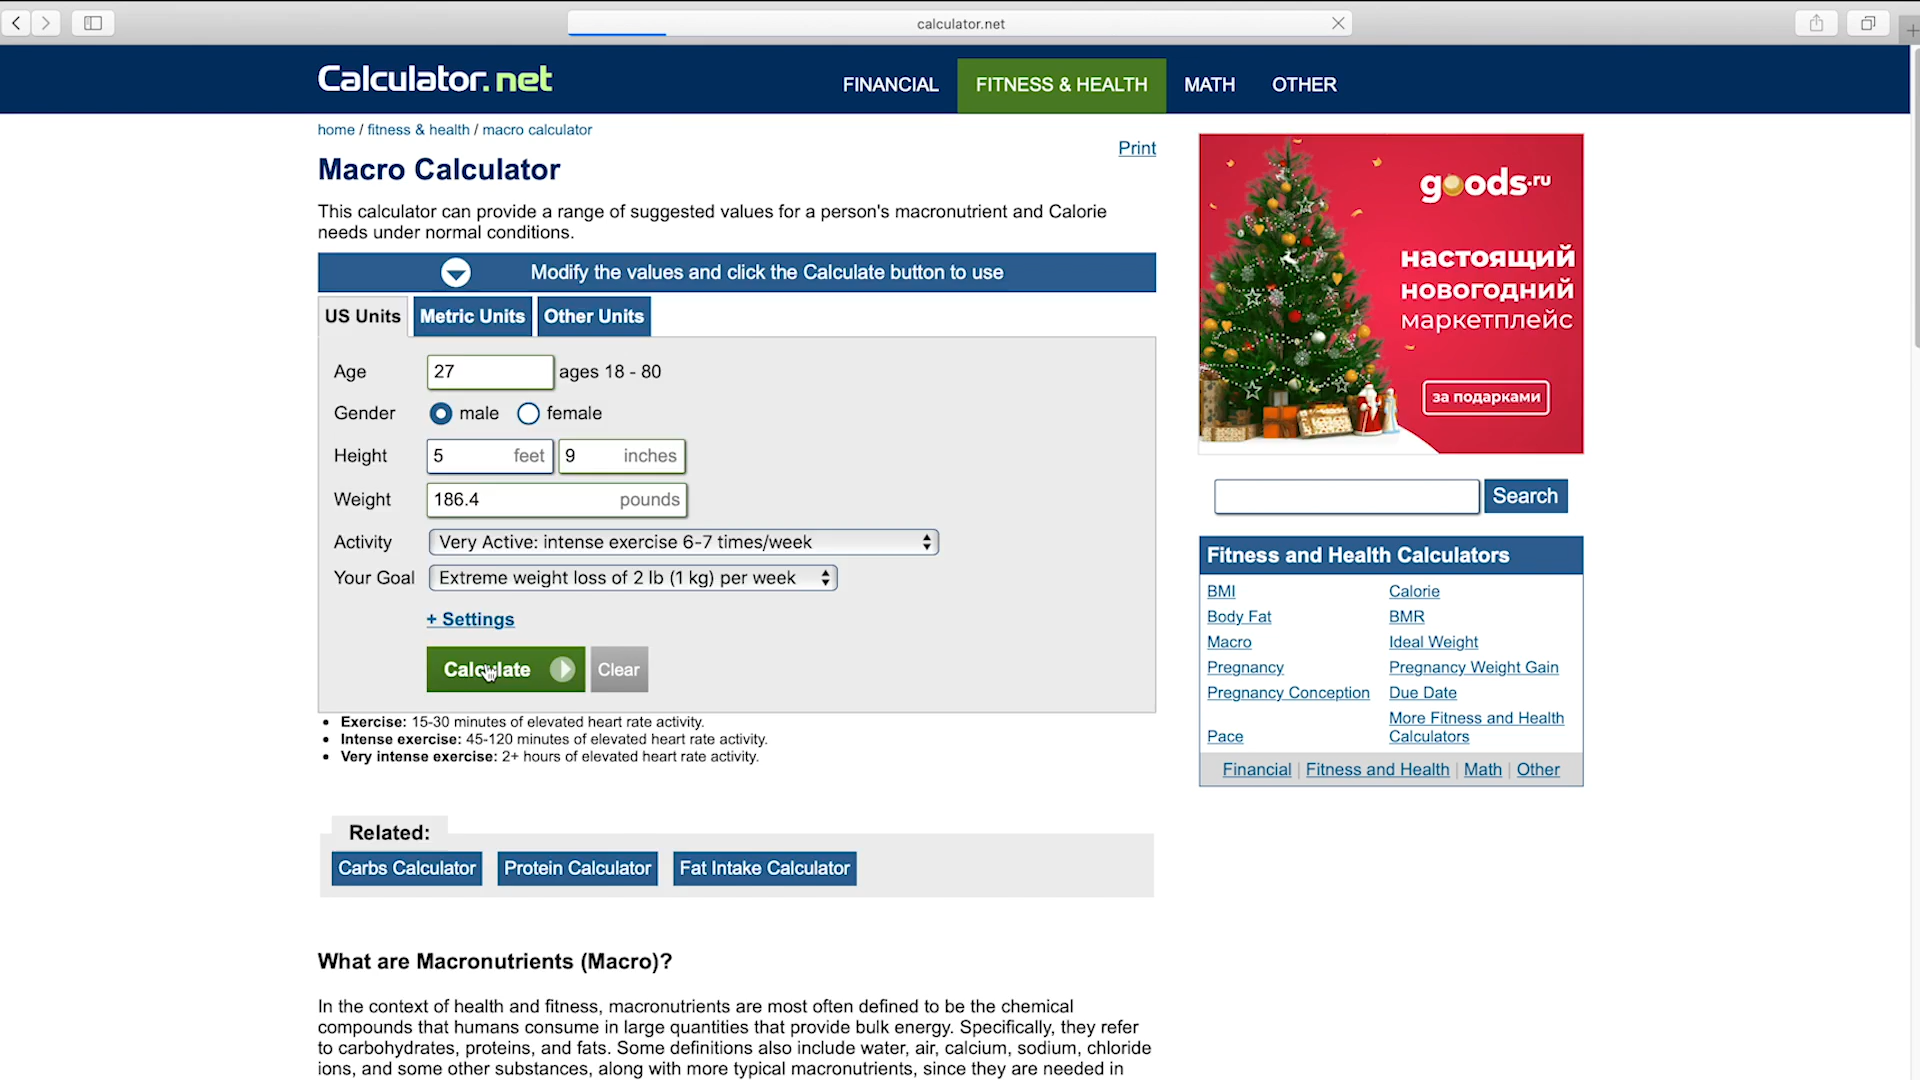 calculator.net
Calculator.net
FINANCIAL
FITNESS & HEALTH
MATH
OTHER
home / fitness & health / macro calculator
Print
Macro Calculator
This calculator can provide a range of suggested values for a person's macronutrient and Calorie
needs under normal conditions.
Modify the values and click the Calculate button to use
US Units
Metric Units
Other Units
Age
27
ages 18 - 80
Gender
male
female
Height
5
feet
9
inches
Weight
186.4
pounds
Activity
Very Active: intense exercise 6-7 times/week
Your Goal
Extreme weight loss of 2 lb (1 kg) per week
+ Settings
Calculate
Clear
• Exercise: 15-30 minutes of elevated heart rate activity.
• Intense exercise: 45-120 minutes of elevated heart rate activity.
• Very intense exercise: 2+ hours of elevated heart rate activity.
Related:
Carbs Calculator
Protein Calculator
Fat Intake Calculator
What are Macronutrients (Macro)?
In the context of health and fitness, macronutrients are most often defined to be the chemical
compounds that humans consume in large quantities that provide bulk energy. Specifically, they refer
to carbohydrates, proteins, and fats. Some definitions also include water, air, calcium, sodium, chloride
ions, and some other substances, along with more typical macronutrients, since they are needed in
goods.ru
настоящий
новогодний
маркетплейс
за подарками
Search
Fitness and Health Calculators
BMI
Calorie
Body Fat
BMR
Macro
Ideal Weight
Pregnancy
Pregnancy Weight Gain
Pregnancy Conception
Due Date
Pace
More Fitness and Health
Calculators
Financial | Fitness and Health | Math | Other